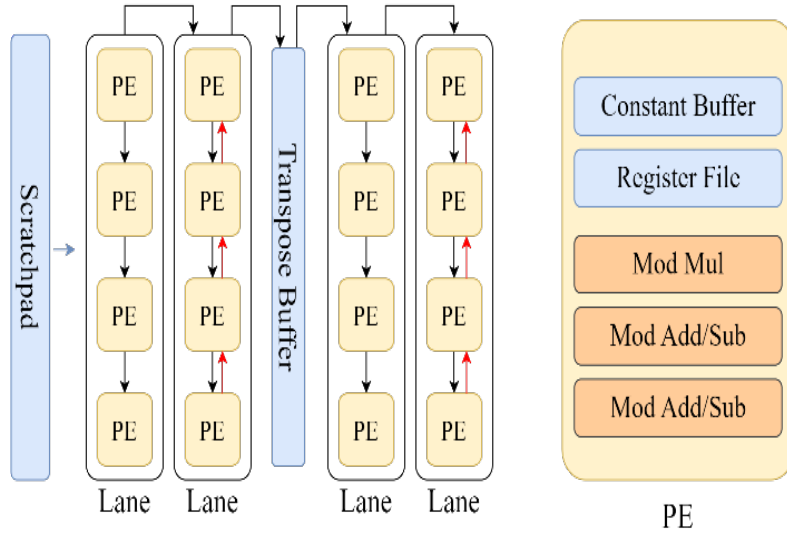 Scratchpad
PE
PE
PE
PE
Lane
PE
PE
PE
PE
Lane
Transpose Buffer
PE
PE
PE
PE
Lane
PE
PE
PE
PE
Lane
Constant Buffer
Register File
Mod Mul
Mod Add/Sub
Mod Add/Sub
PE